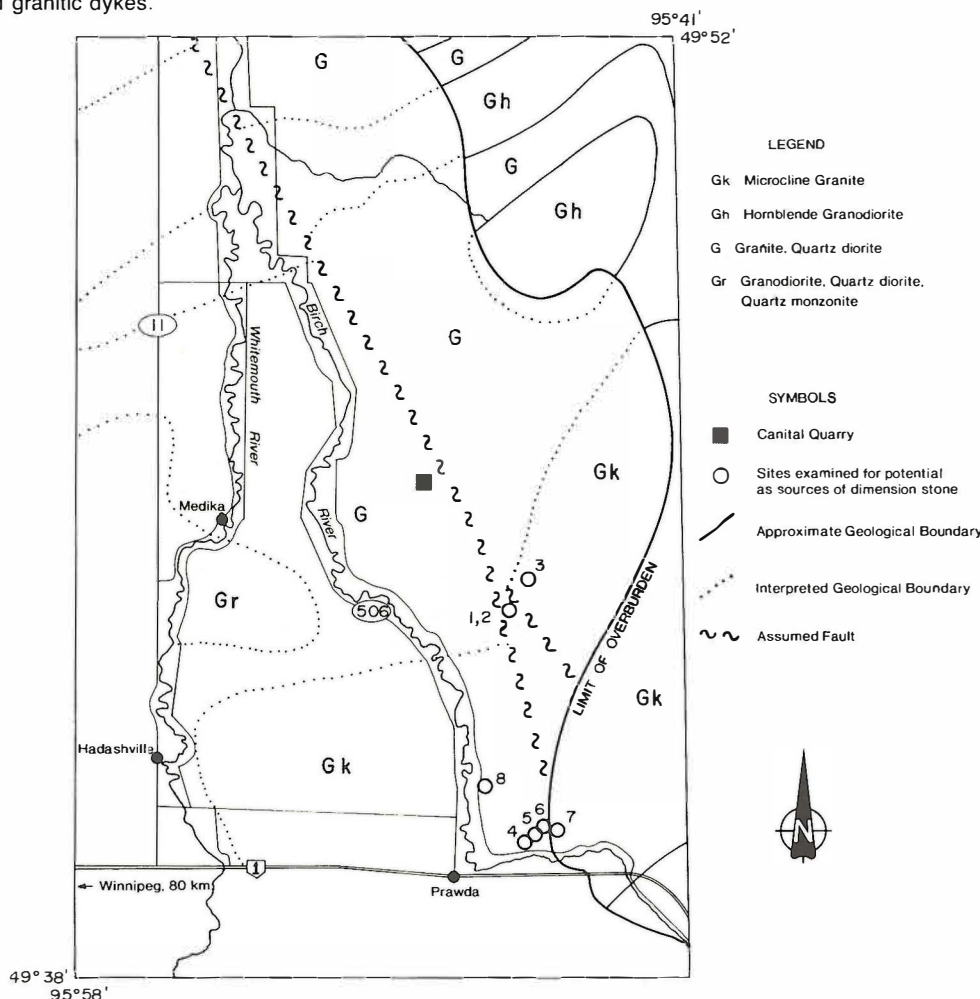 d granitic dykes.
95°41'
49°52'
G
G
Gh
G
Gh
LEGEND
Gk Microcline Granite
Gh Hornblende Granodiorite
G Granite, Quartz diorite
Gr Granodiorite, Quartz diorite,
Quartz monzonite
11
Whitemouth
River
Birch
River
G
SYMBOLS
Canital Quarry
Sites examined for potential
as sources of dimension stone
Approximate Geological Boundary
Interpreted Geological Boundary
Assumed Fault
Gk
G
Medika
3
1,2
Gr
506
LIMIT OF OVERBURDEN
Gk
Hadashville
Gk
8
4
5
6
7
N
1
← Winnipeg, 80 km
Prawda
49°38'
95°58'